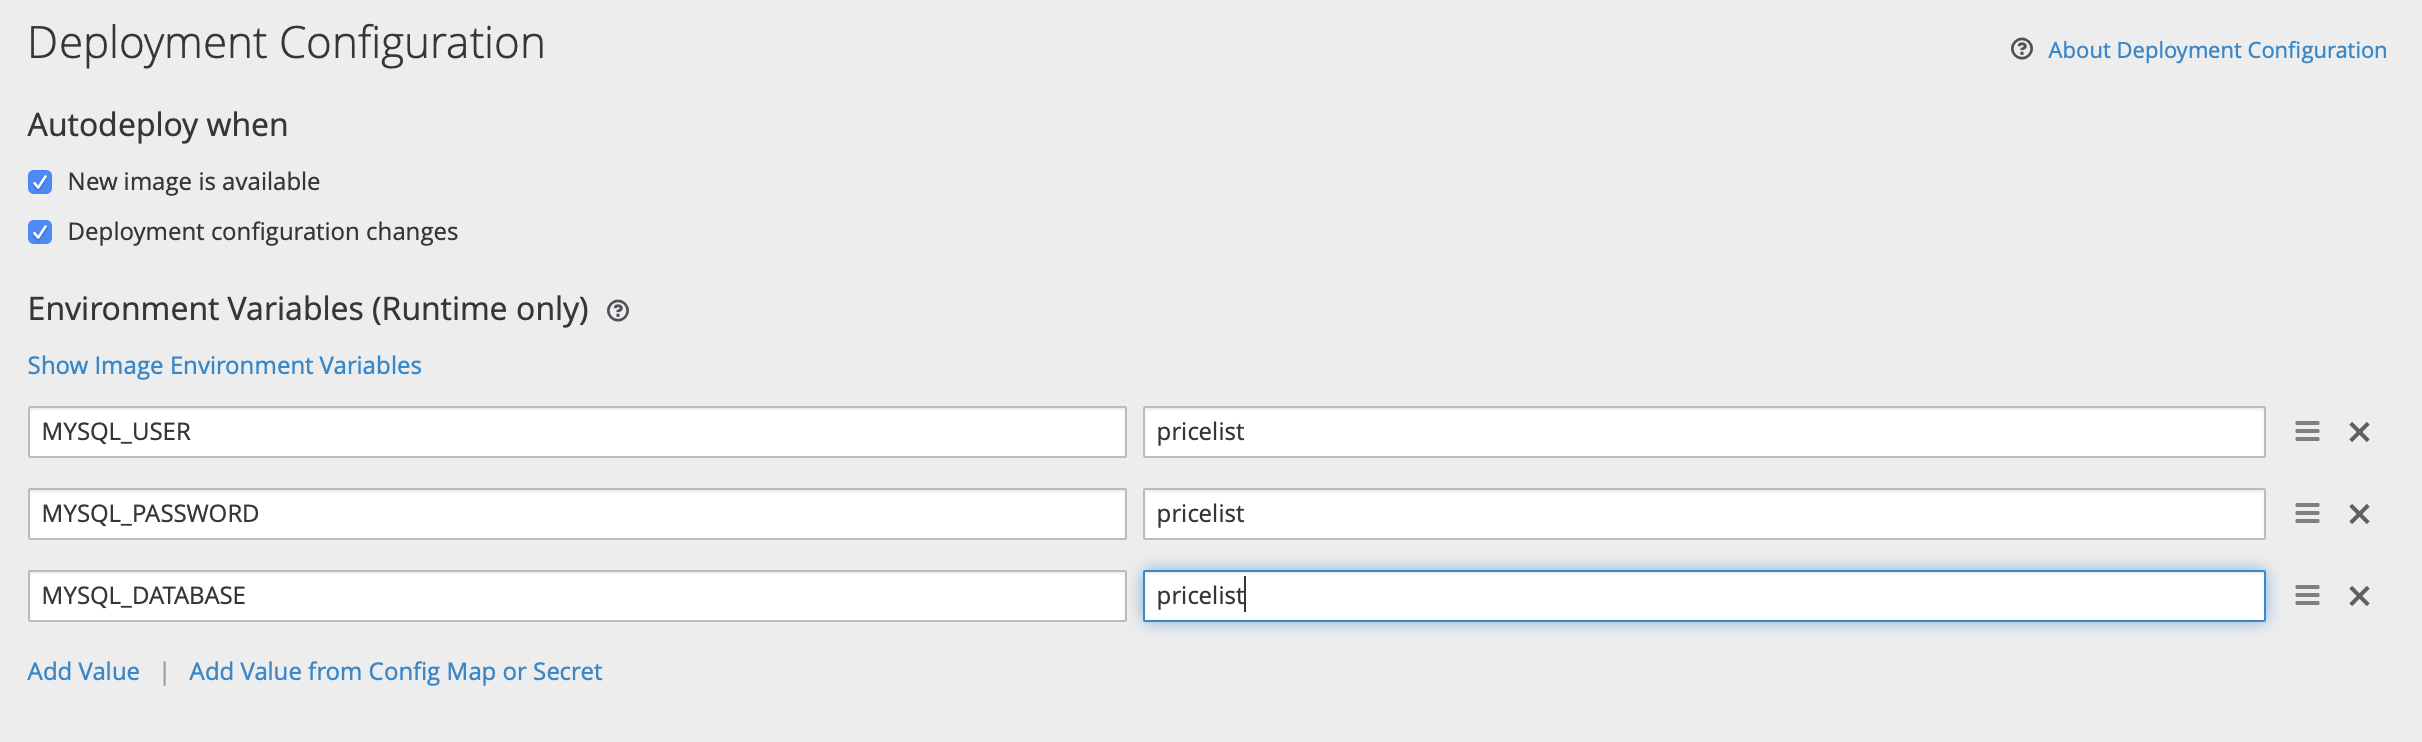 Deployment Configuration
About Deployment Configuration
Autodeploy when
New image is available
Deployment configuration changes
Environment Variables (Runtime only)
Show Image Environment Variables
MYSQL_USER pricelist
MYSQL_PASSWORD pricelist
MYSQL_DATABASE pricelist
Add Value | Add Value from Config Map or Secret